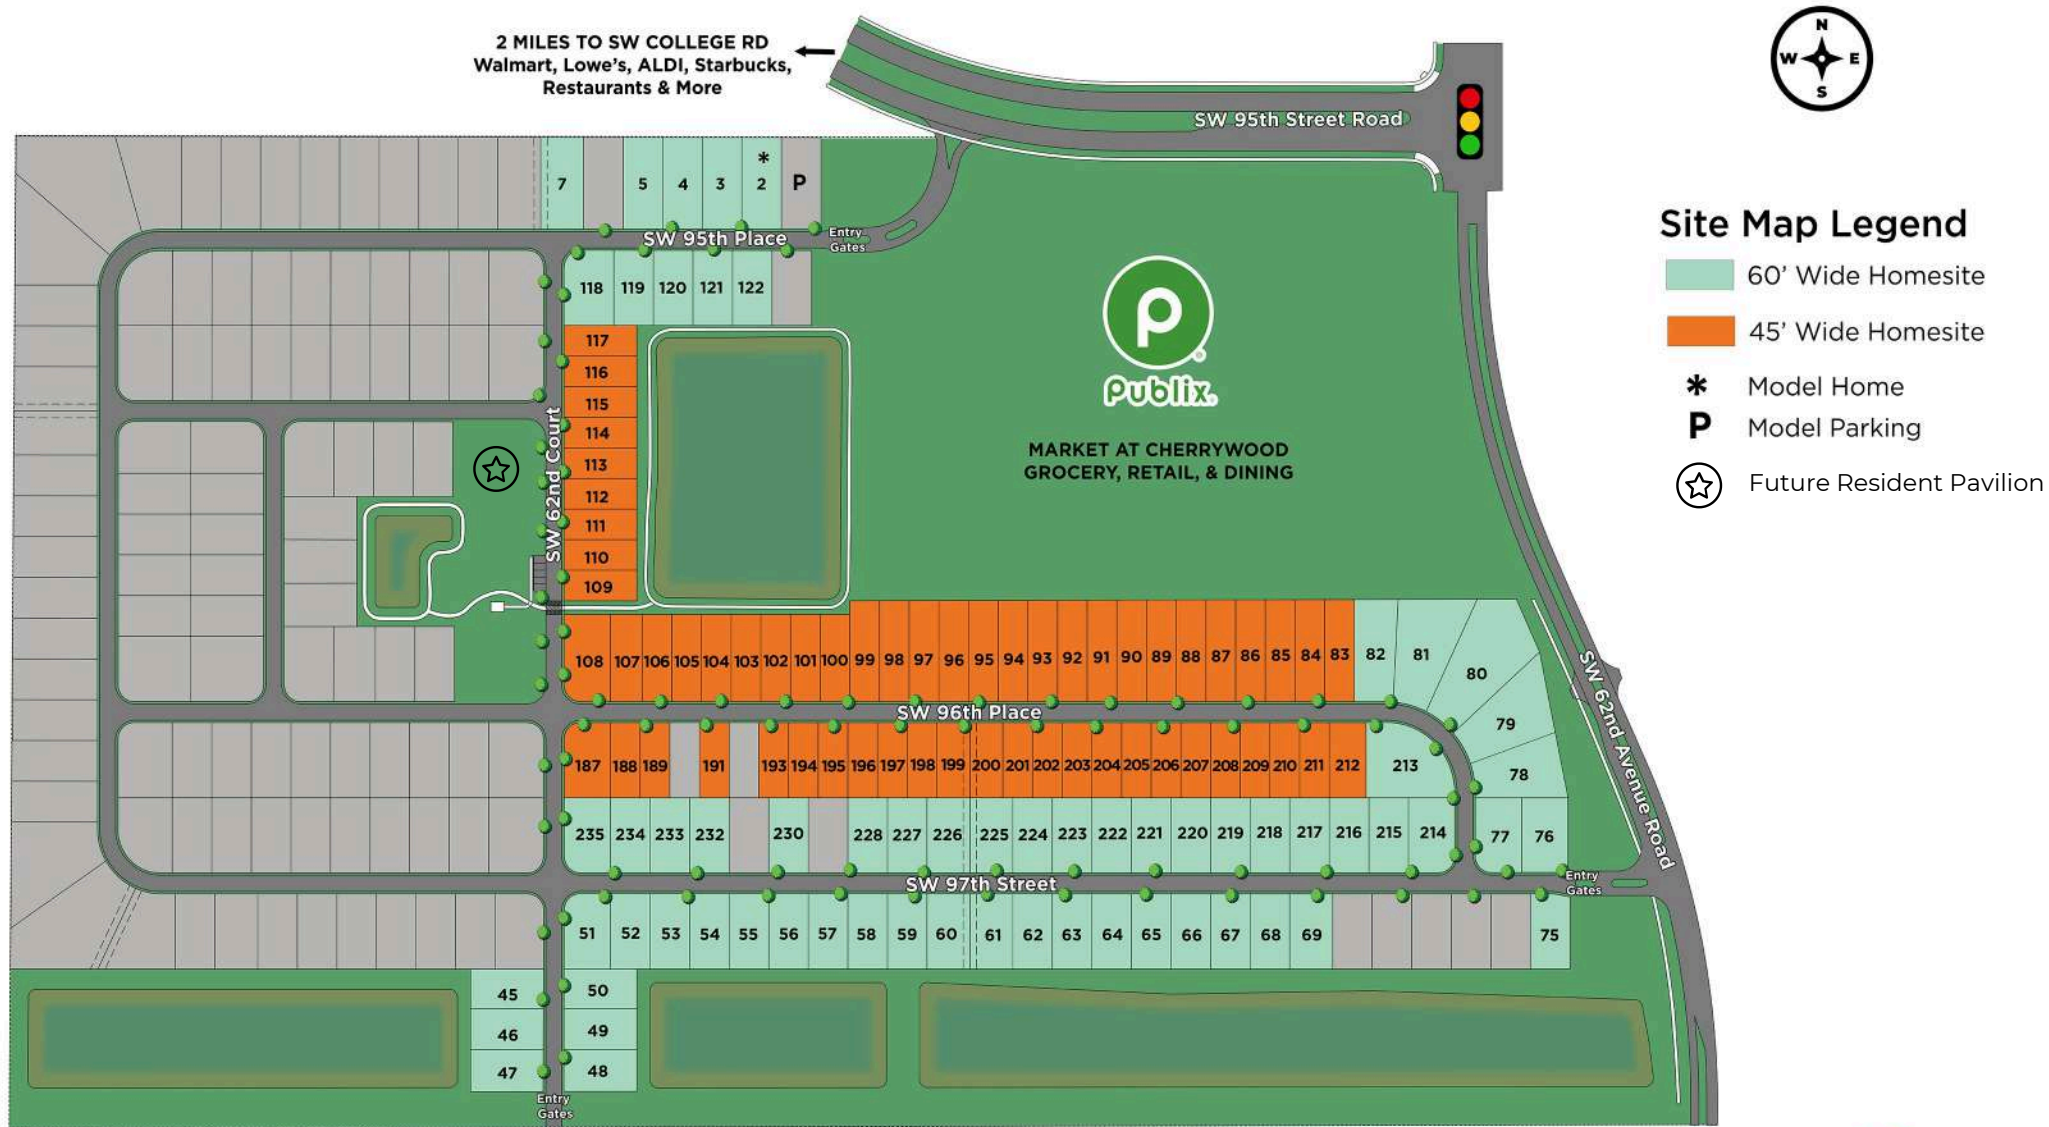 2 MILES TO SW COLLEGE RD
Walmart, Lowe's, ALDI, Starbucks,
Restaurants & More
N
W E
S
SW 95th Street Road
Site Map Legend
60' Wide Homesite
45' Wide Homesite
* Model Home
P Model Parking
Future Resident Pavilion
7 5 4 3 * 2 P
SW 95th Place
Entry
Gates
118 119 120 121 122
117
116
115
114
113
112
111
110
109
SW 62nd Court
P
Publix®
MARKET AT CHERRYWOOD
GROCERY, RETAIL, & DINING
108 107 106 105 104 103 102 101 100 99 98 97 96 95 94 93 92 91 90 89 88 87 86 85 84 83 82 81
80
79
78
SW 62nd Avenue Road
SW 96th Place
187 188 189 191 193 194 195 196 197 198 199 200 201 202 203 204 205 206 207 208 209 210 211 212 213
235 234 233 232 230 228 227 226 225 224 223 222 221 220 219 218 217 216 215 214 77 76
SW 97th Street
Entry
Gates
51 52 53 54 55 56 57 58 59 60 61 62 63 64 65 66 67 68 69 75
45 50
46 49
47 48
Entry
Gates